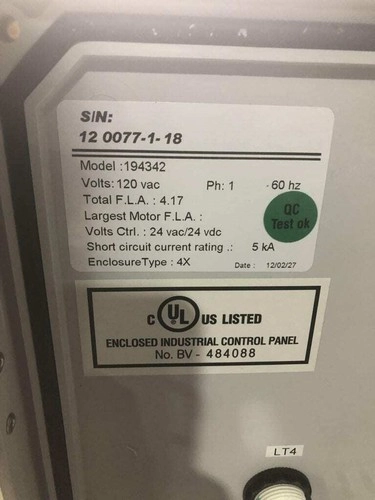 S/N:
12 0077-1-18
Model :194342
Volts: 120 vac Ph: 1 - 60 hz
Total F.L.A. : 4.17
Largest Motor F.L.A. :
Volts Ctrl. : 24 vac/24 vdc
Short circuit current rating .: 5 kA
EnclosureType : 4X Date : 12/02/27
QC
Test ok
C UL US LISTED
ENCLOSED INDUSTRIAL CONTROL PANEL
No. BV - 484088
LT4